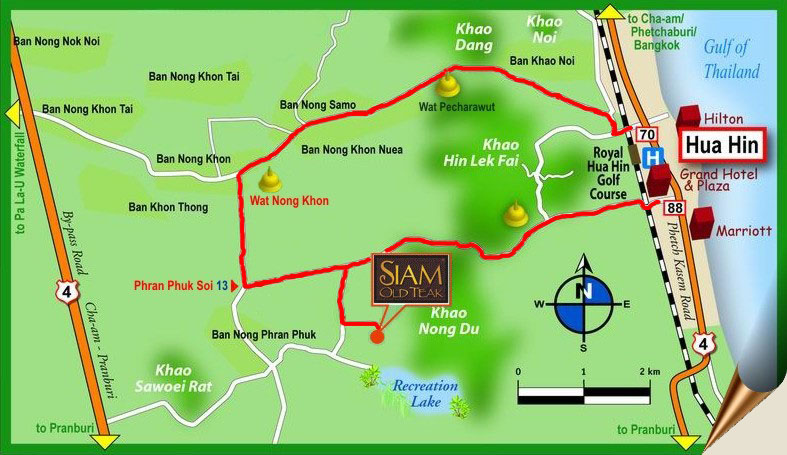 to Cha-am/
Phetchaburi/
Bangkok
Khao
Noi
Khao
Dang
Gulf of
Thailand
Ban Nong Nok Noi
Ban Nong Khon Tai
Ban Khao Noi
Ban Nong Khon Tai
Ban Nong Samo
Wat Pecharawut
Hilton
70
Hua Hin
H
Khao
Hin Lek Fai
Royal
Hua Hin
Golf
Course
Grand Hotel
& Plaza
Ban Nong Khon
Ban Nong Khon Nuea
to Pa La-U Waterfall
Wat Nong Khon
Ban Khon Thong
88
Marriott
By-pass Road
Cha-am - Pranburi
4
Phetch Kasem Road
Phran Phuk Soi 13
SIAM
OLD TEAK
N
W
E
S
Khao
Nong Du
Ban Nong Phran Phuk
4
Khao
Sawoei Rat
Recreation
Lake
0
1
2 km
to Pranburi
to Pranburi